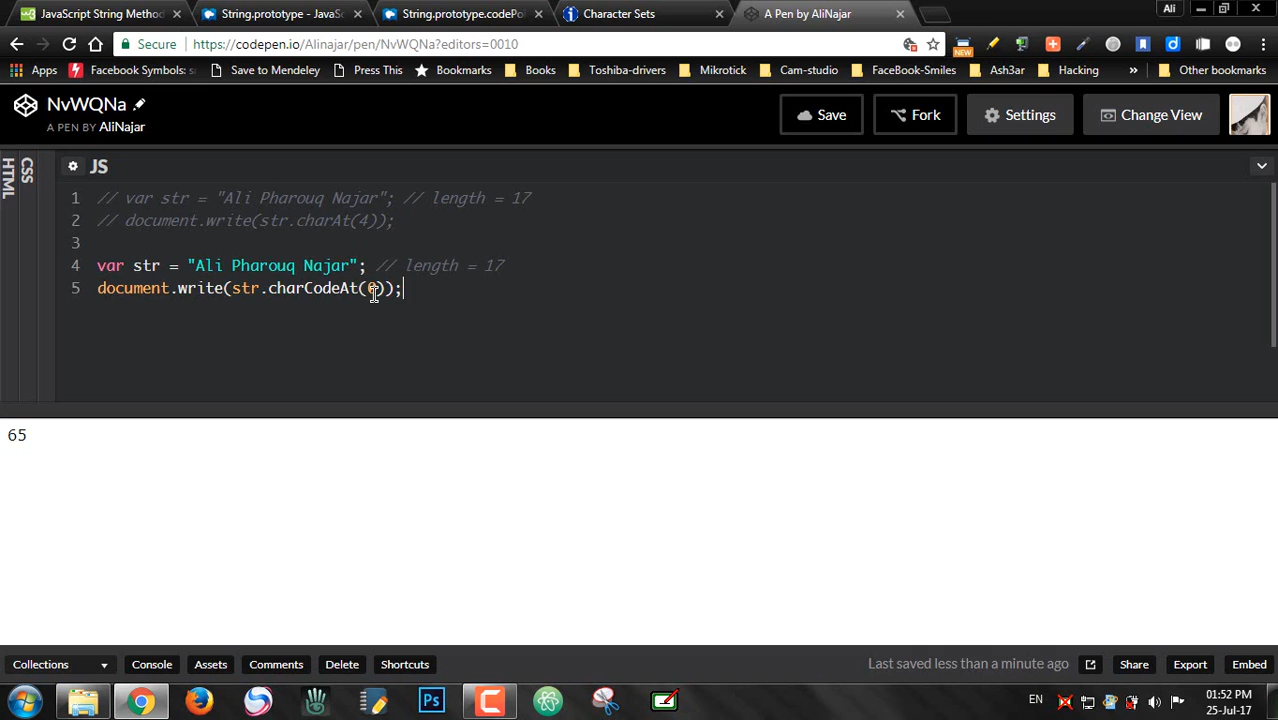 JavaScript String Method
String.prototype - JavaS
String.prototype.codePoi
Character Sets
A Pen by AliNajar
Ali
Secure
https://codepen.io/Alinajar/pen/NvWQNa?editors=0010
NEW
Apps
Facebook Symbols: s
Save to Mendeley
Press This
Bookmarks
Books
Toshiba-drivers
Mikrotick
Cam-studio
FaceBook-Smiles
Ash3ar
Hacking
»
Other bookmarks
NvWQNa
A PEN BY AliNajar
Save
Fork
Settings
Change View
HTML
CSS
JS
1 // var str = "Ali Pharouq Najar"; // length = 17
2 // document.write(str.charAt(4));
3
4 var str = "Ali Pharouq Najar"; // length = 17
5 document.write(str.charCodeAt(0));
65
Collections
Console
Assets
Comments
Delete
Shortcuts
Last saved less than a minute ago
Share
Export
Embed
Ps
EN
01:52 PM
25-Jul-17